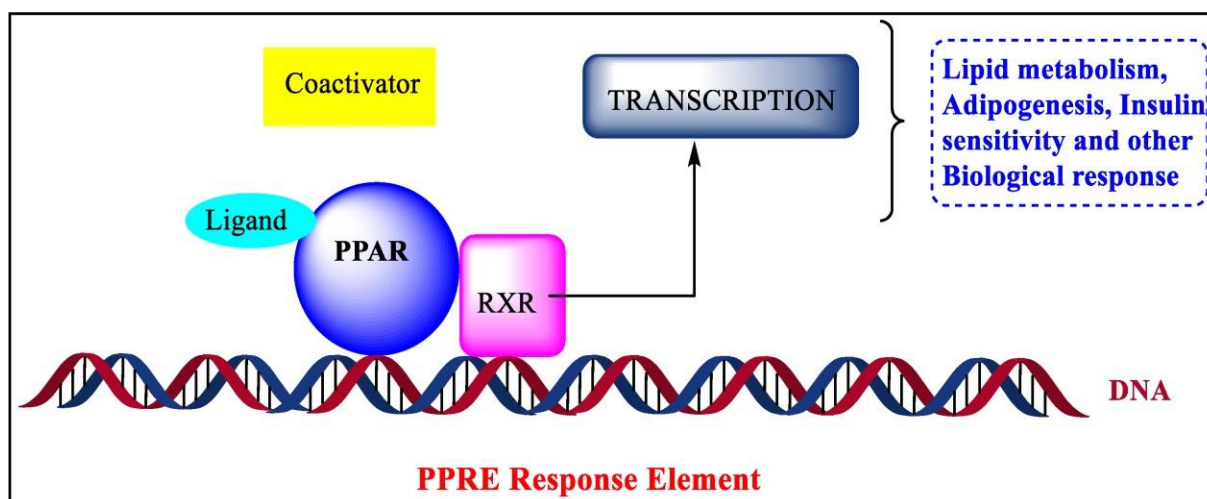 Coactivator
TRANSCRIPTION
Lipid metabolism,
Adipogenesis, Insulin
sensitivity and other
Biological response
Ligand
PPAR
RXR
DNA
PPRE Response Element